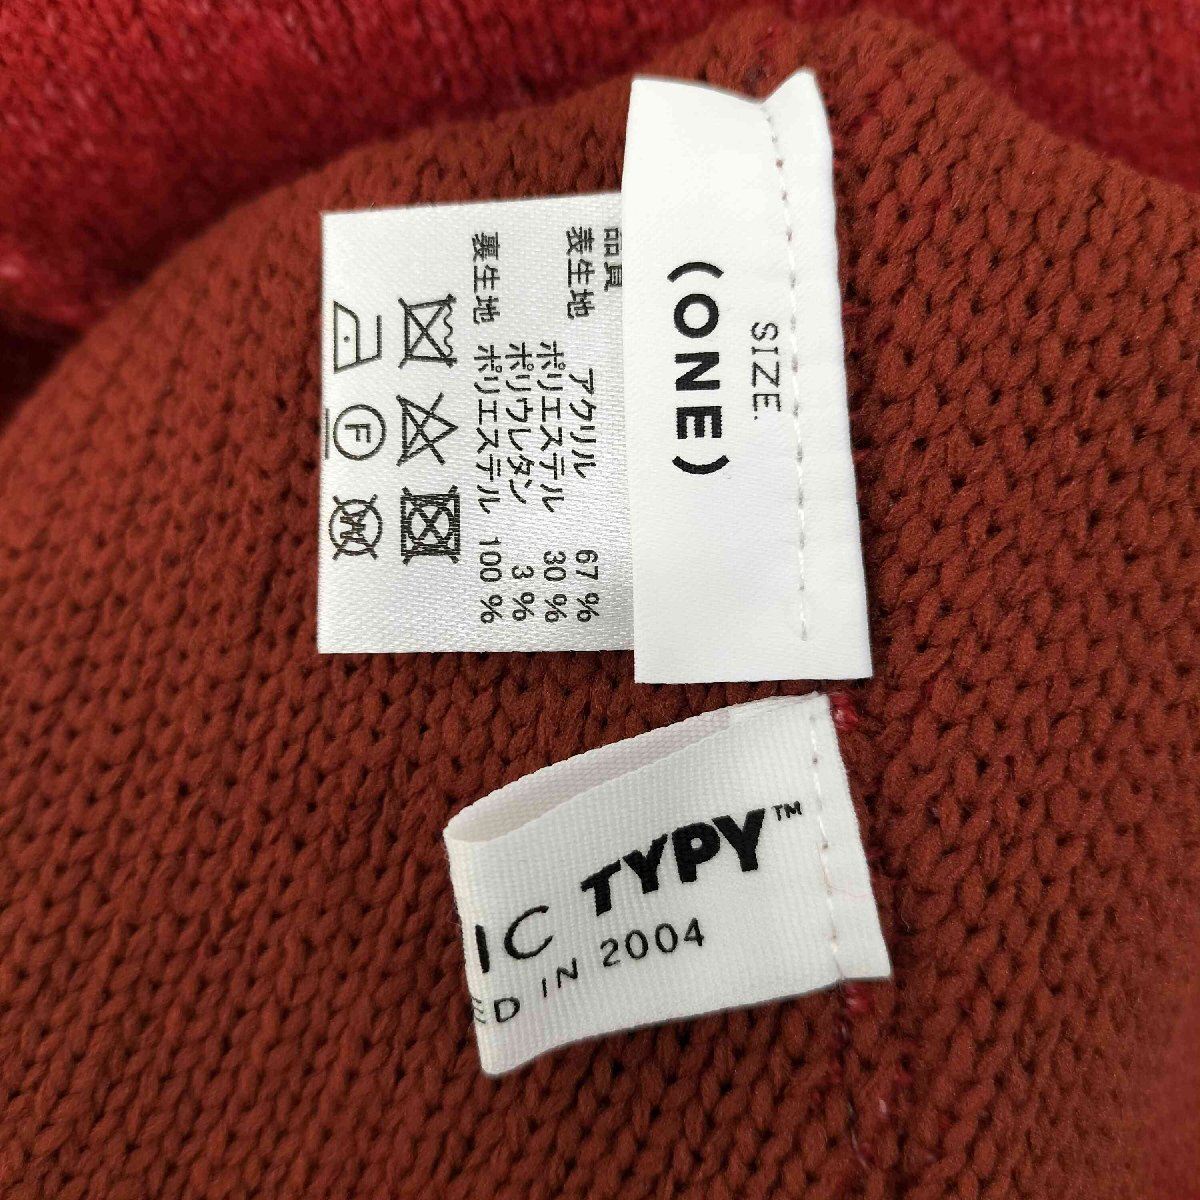 SIZE.
(ONE)
品質
表生地 アクリル 67%
ポリエステル 30%
ポリウレタン 3%
裏生地 ポリエステル 100%
F
W
IC TYPY™
ED IN 2004